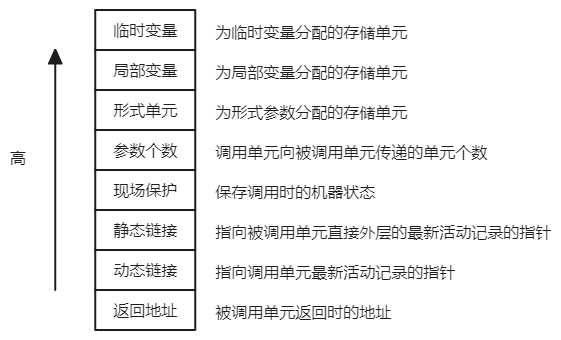 临时变量 为临时变量分配的存储单元
局部变量 为局部变量分配的存储单元
形式单元 为形式参数分配的存储单元
参数个数 调用单元向被调用单元传递的单元个数
高
现场保护 保存调用时的机器状态
静态链接 指向被调用单元直接外层的最新活动记录的指针
动态链接 指向调用单元最新活动记录的指针
返回地址 被调用单元返回时的地址